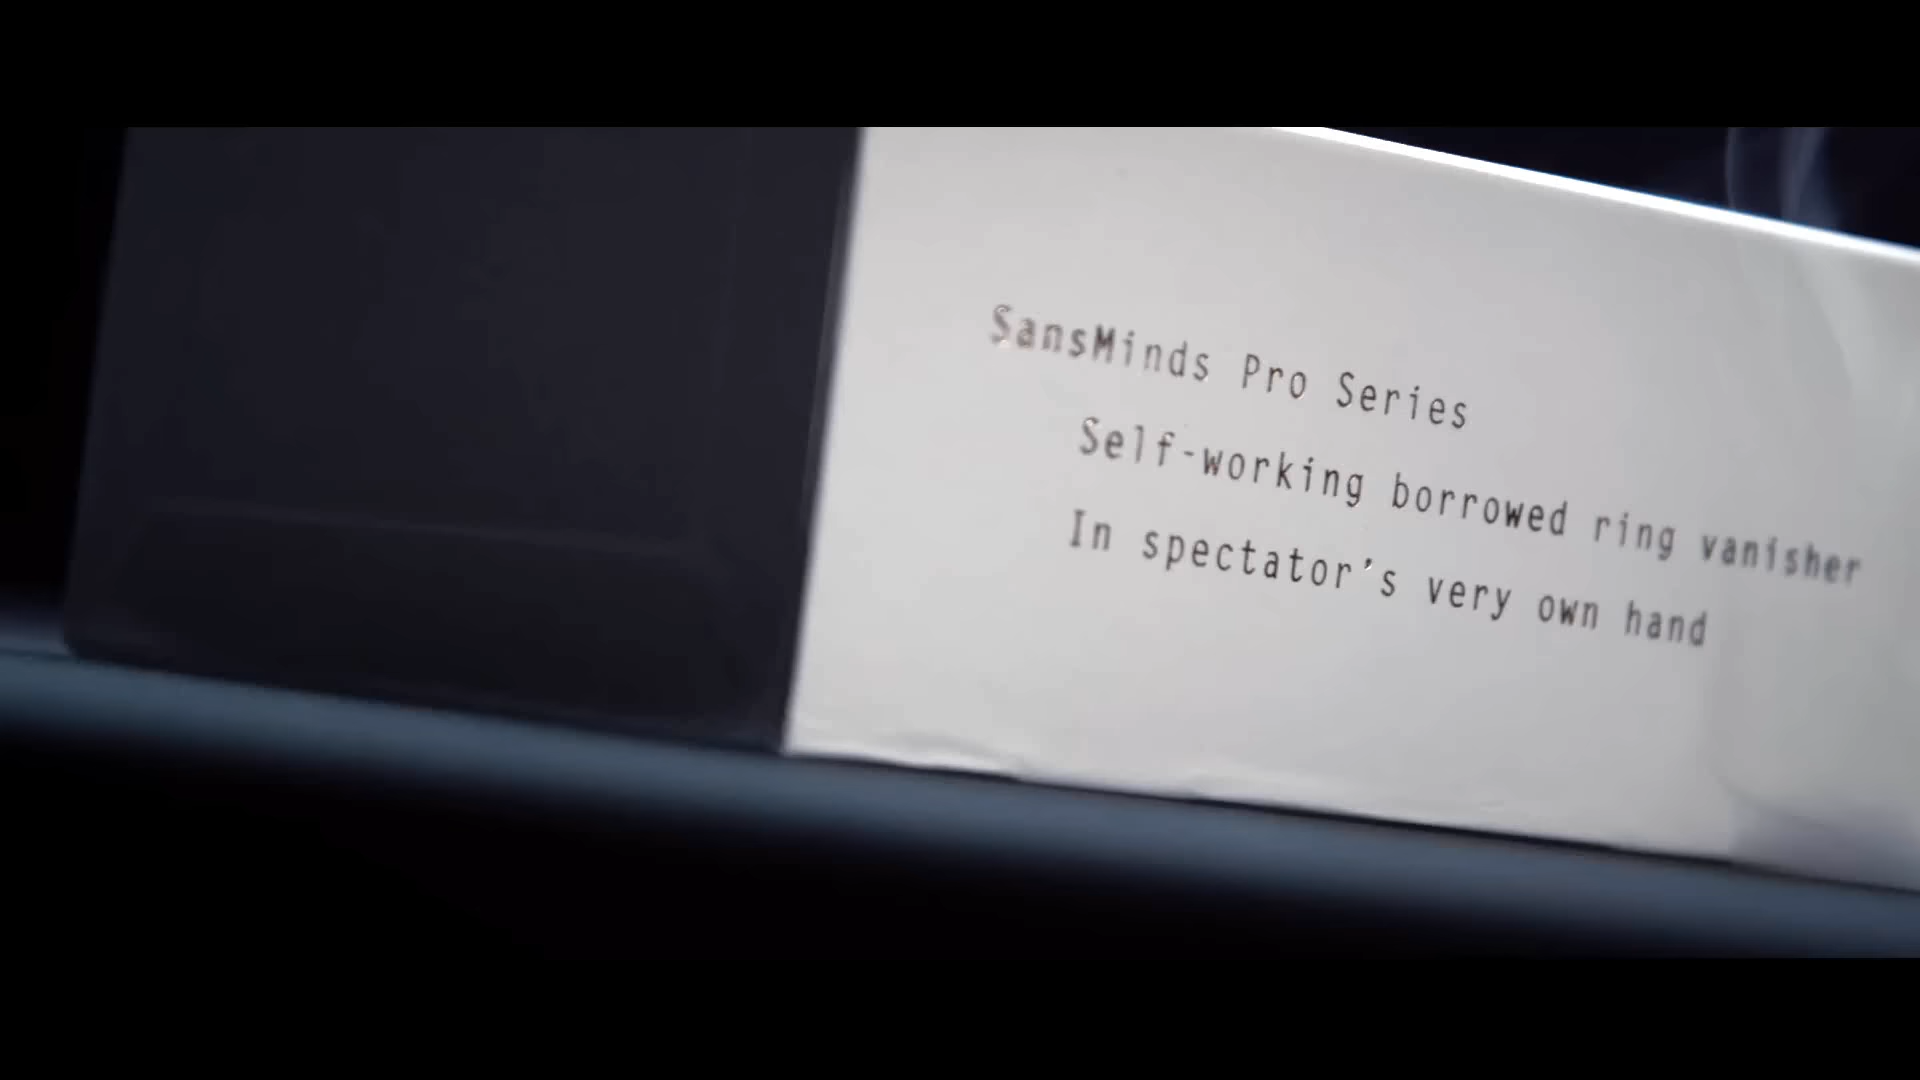 SansMinds Pro Series
Self-working borrowed ring vanisher
In spectator's very own hand